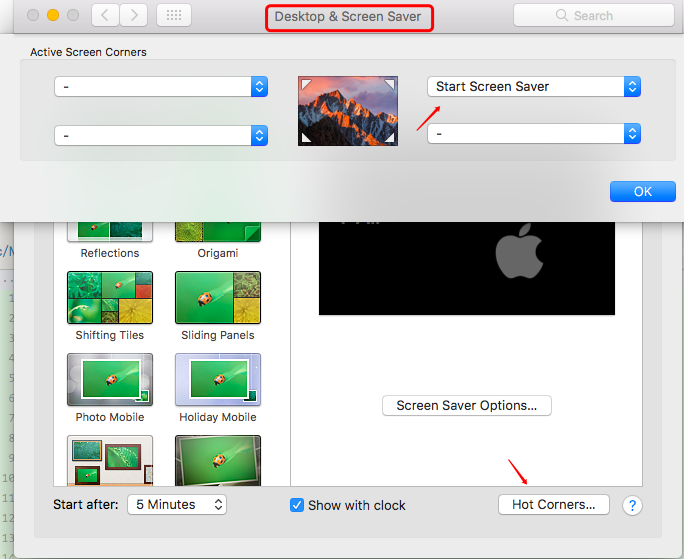 Desktop & Screen Saver
Search
Active Screen Corners
-
Start Screen Saver
-
-
OK
Reflections
Origami
Shifting Tiles
Sliding Panels
Photo Mobile
Holiday Mobile
Screen Saver Options...
Start after:
5 Minutes
Show with clock
Hot Corners...
?